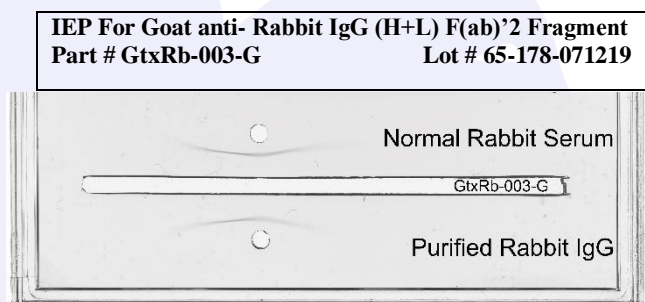 IEP For Goat anti- Rabbit IgG (H+L) F(ab)’2 Fragment
Part # GtxRb-003-G Lot # 65-178-071219
Normal Rabbit Serum
GtxRb-003-G
Purified Rabbit IgG